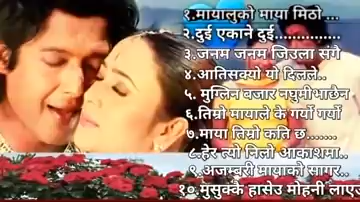 १.मायालुको माया मिठो ...
२.दुई एकाने दुई..............
३.जनम जनम जिउला संगे
४.आतिसक्यो यो दिलले..
५. मुग्लिन बजार नघुमीभाछैन
६.तिम्रो मायाले के गर्यो गर्यो
७.माया तिम्रो कति छ.......
८.हेर त्यो निलो आकाशमा..
९.अजम्बरी मायाको सागर..
१०.मुसुक्कै हासेउ मोहनी लाएउ